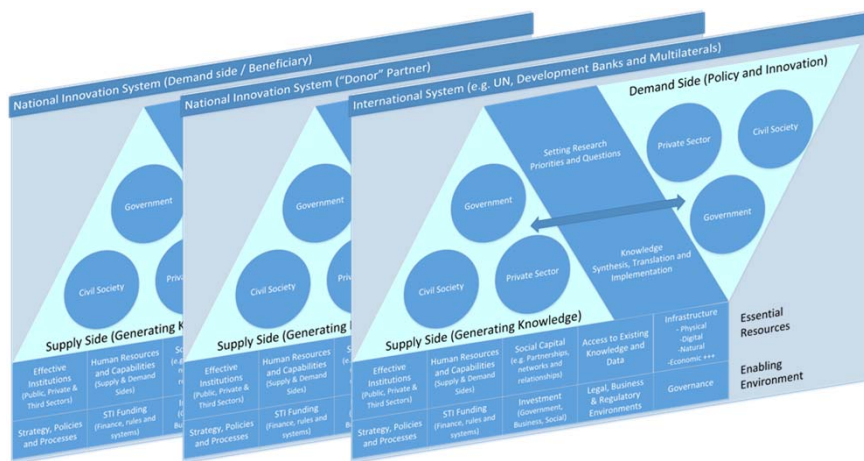 National Innovation System (Demand side / Beneficiary)
Government
Civil Society
Supply Side (Generating K
Effective
Institutions
(Public, Private &
Third Sectors)
Human Resources
and Capabilities
(Supply & Demand
Sides)
Strategy, Policies
and Processes
STI Funding
(Finance, rules and
systems)
National Innovation System ("Donor" Partner)
Government
Civil Society
Supply Side (Generating
Effective
Institutions
(Public, Private &
Third Sectors)
Human Resources
and Capabilities
(Supply & Demand
Sides)
Strategy, Policies
and Processes
STI Funding
(Finance, rules and
systems)
International System (e.g. UN, Development Banks and Multilaterals)
Demand Side (Policy and Innovation)
Private Sector
Civil Society
Government
Setting Research
Priorities and Questions
Knowledge
Synthesis, Translation and
Implementation
Government
Civil Society
Private Sector
Supply Side (Generating Knowledge)
Effective
Institutions
(Public, Private &
Third Sectors)
Human Resources
and Capabilities
(Supply & Demand
Sides)
Social Capital
(e.g. Partnerships,
networks and
relationships)
Access to Existing
Knowledge and
Data
Infrastructure
- Physical
-Digital
-Natural
-Economic +++
Essential
Resources
Strategy, Policies
and Processes
STI Funding
(Finance, rules and
systems)
Investment
(Government,
Business, Social)
Legal, Business
& Regulatory
Environments
Governance
Enabling
Environment